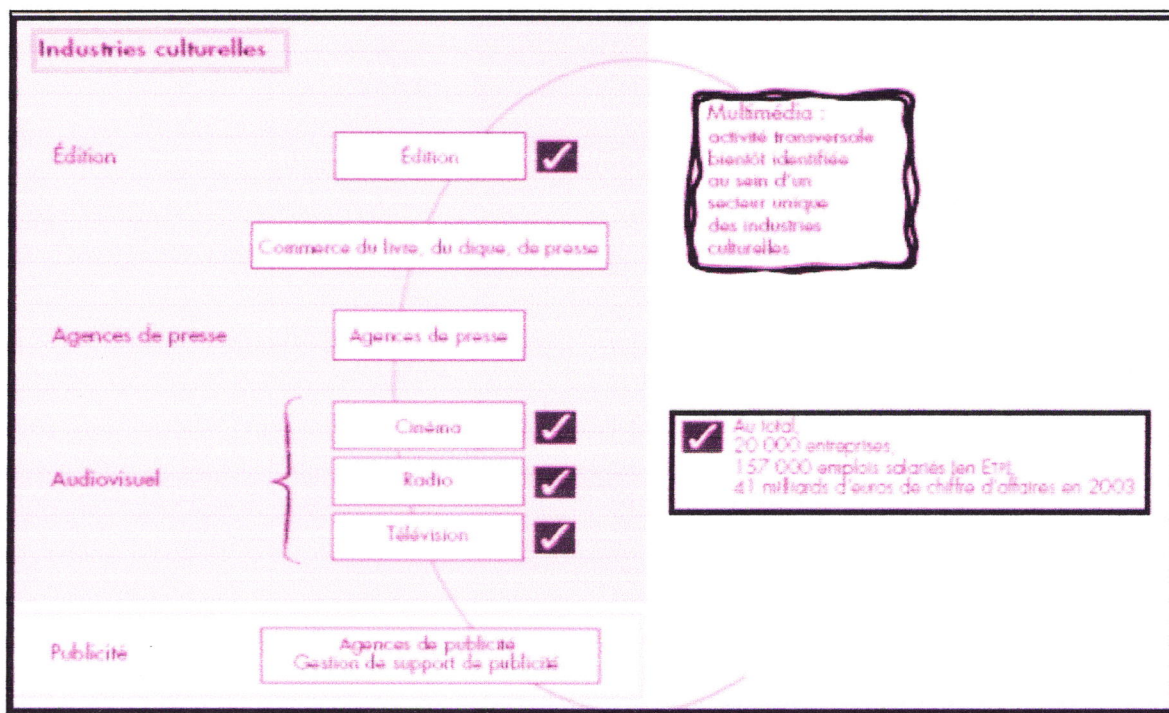 Industries culturelles
Multimédia :
activité transversale
bientôt identifiée
au sein d'un
secteur unique
des industries
culturelles
Édition
Édition
Commerce du livre, du dique, de presse
Agences de presse
Agences de presse
Audiovisuel
Cinéma
Radio
Télévision
Au total,
20 000 entreprises,
157 000 emplois salariés (en ETP),
41 milliards d'euros de chiffre d'affaires en 2003
Publicité
Agences de publicité
Gestion de support de publicité